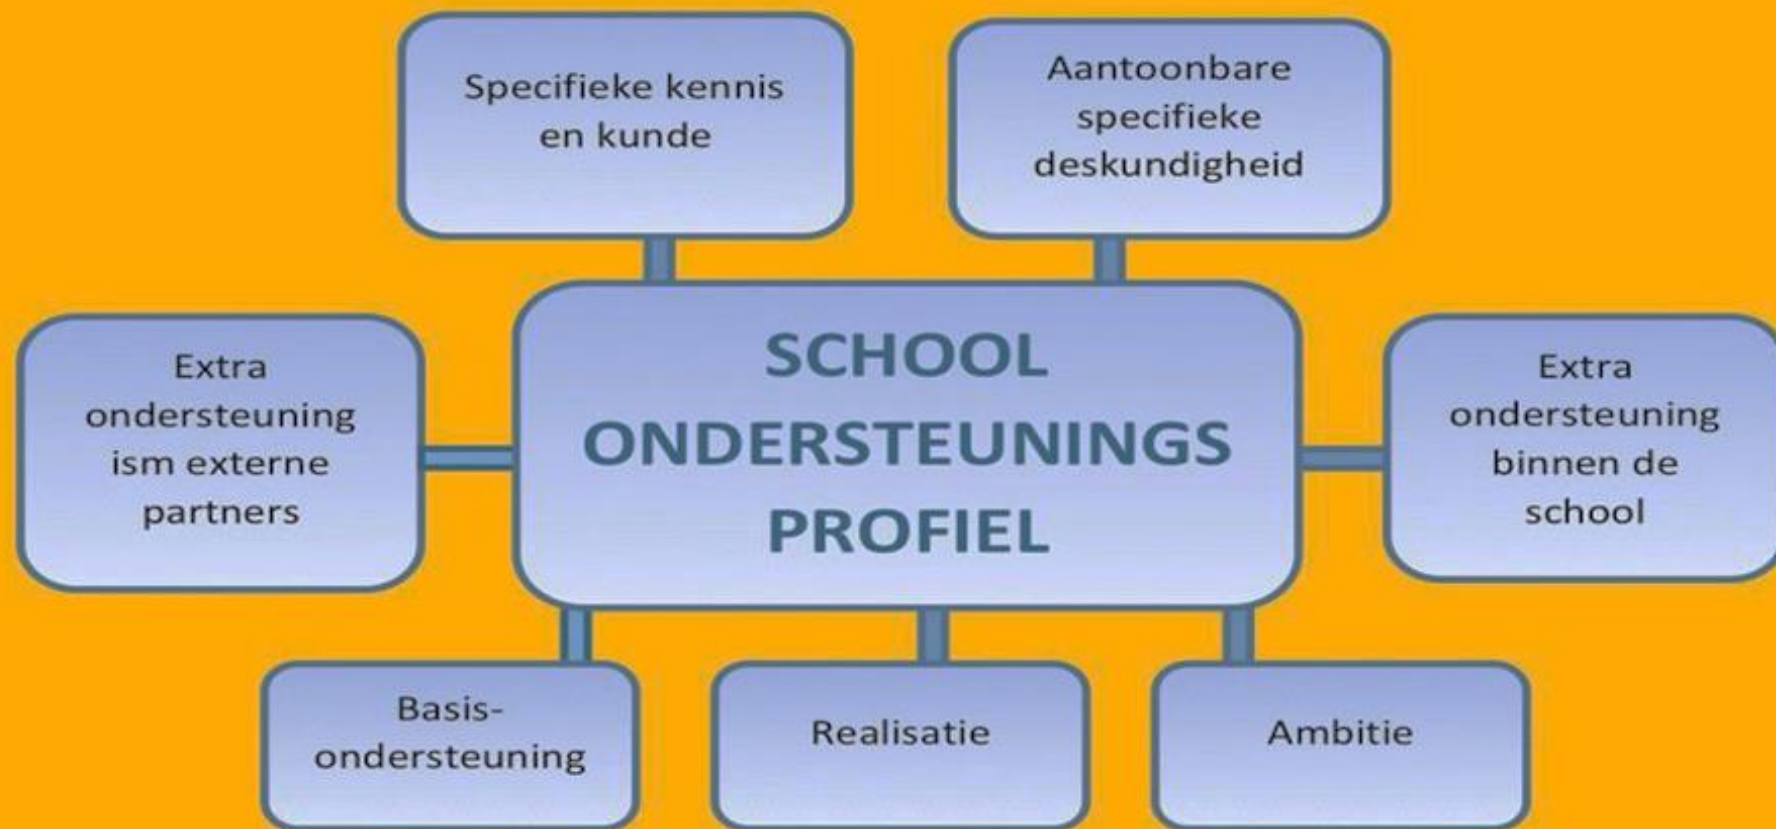 Specifieke kennis
en kunde
Aantoonbare
specifieke
deskundigheid
Extra
ondersteuning
ism externe
partners
SCHOOL
ONDERSTEUNINGS
PROFIEL
Extra
ondersteuning
binnen de
school
Basis-
ondersteuning
Realisatie
Ambitie